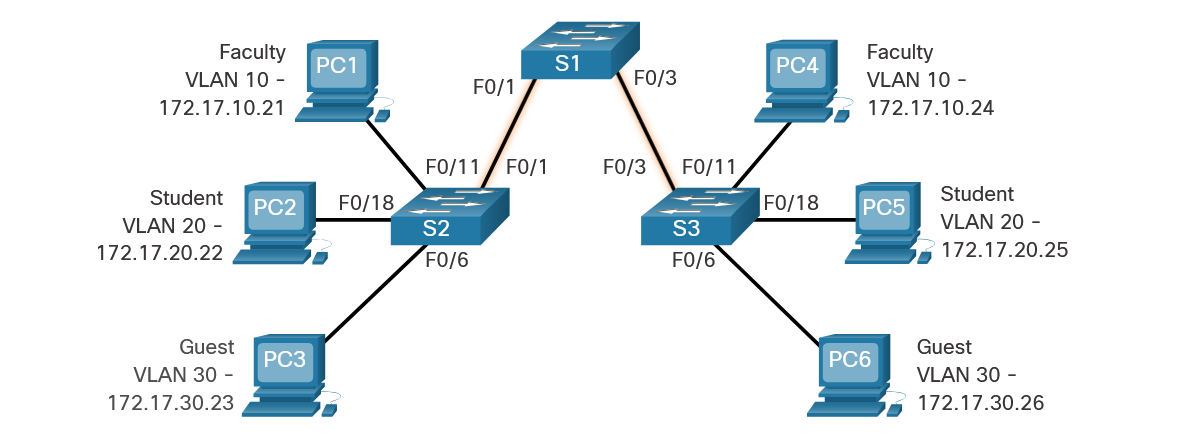 Faculty
VLAN 10 –
172.17.10.21
PC1
S1
F0/1
F0/3
PC4
Faculty
VLAN 10 –
172.17.10.24
F0/11
F0/1
F0/3
F0/11
Student
VLAN 20 –
172.17.20.22
PC2
F0/18
S2
F0/6
S3
F0/6
F0/18
PC5
Student
VLAN 20 –
172.17.20.25
Guest
VLAN 30 –
172.17.30.23
PC3
PC6
Guest
VLAN 30 –
172.17.30.26